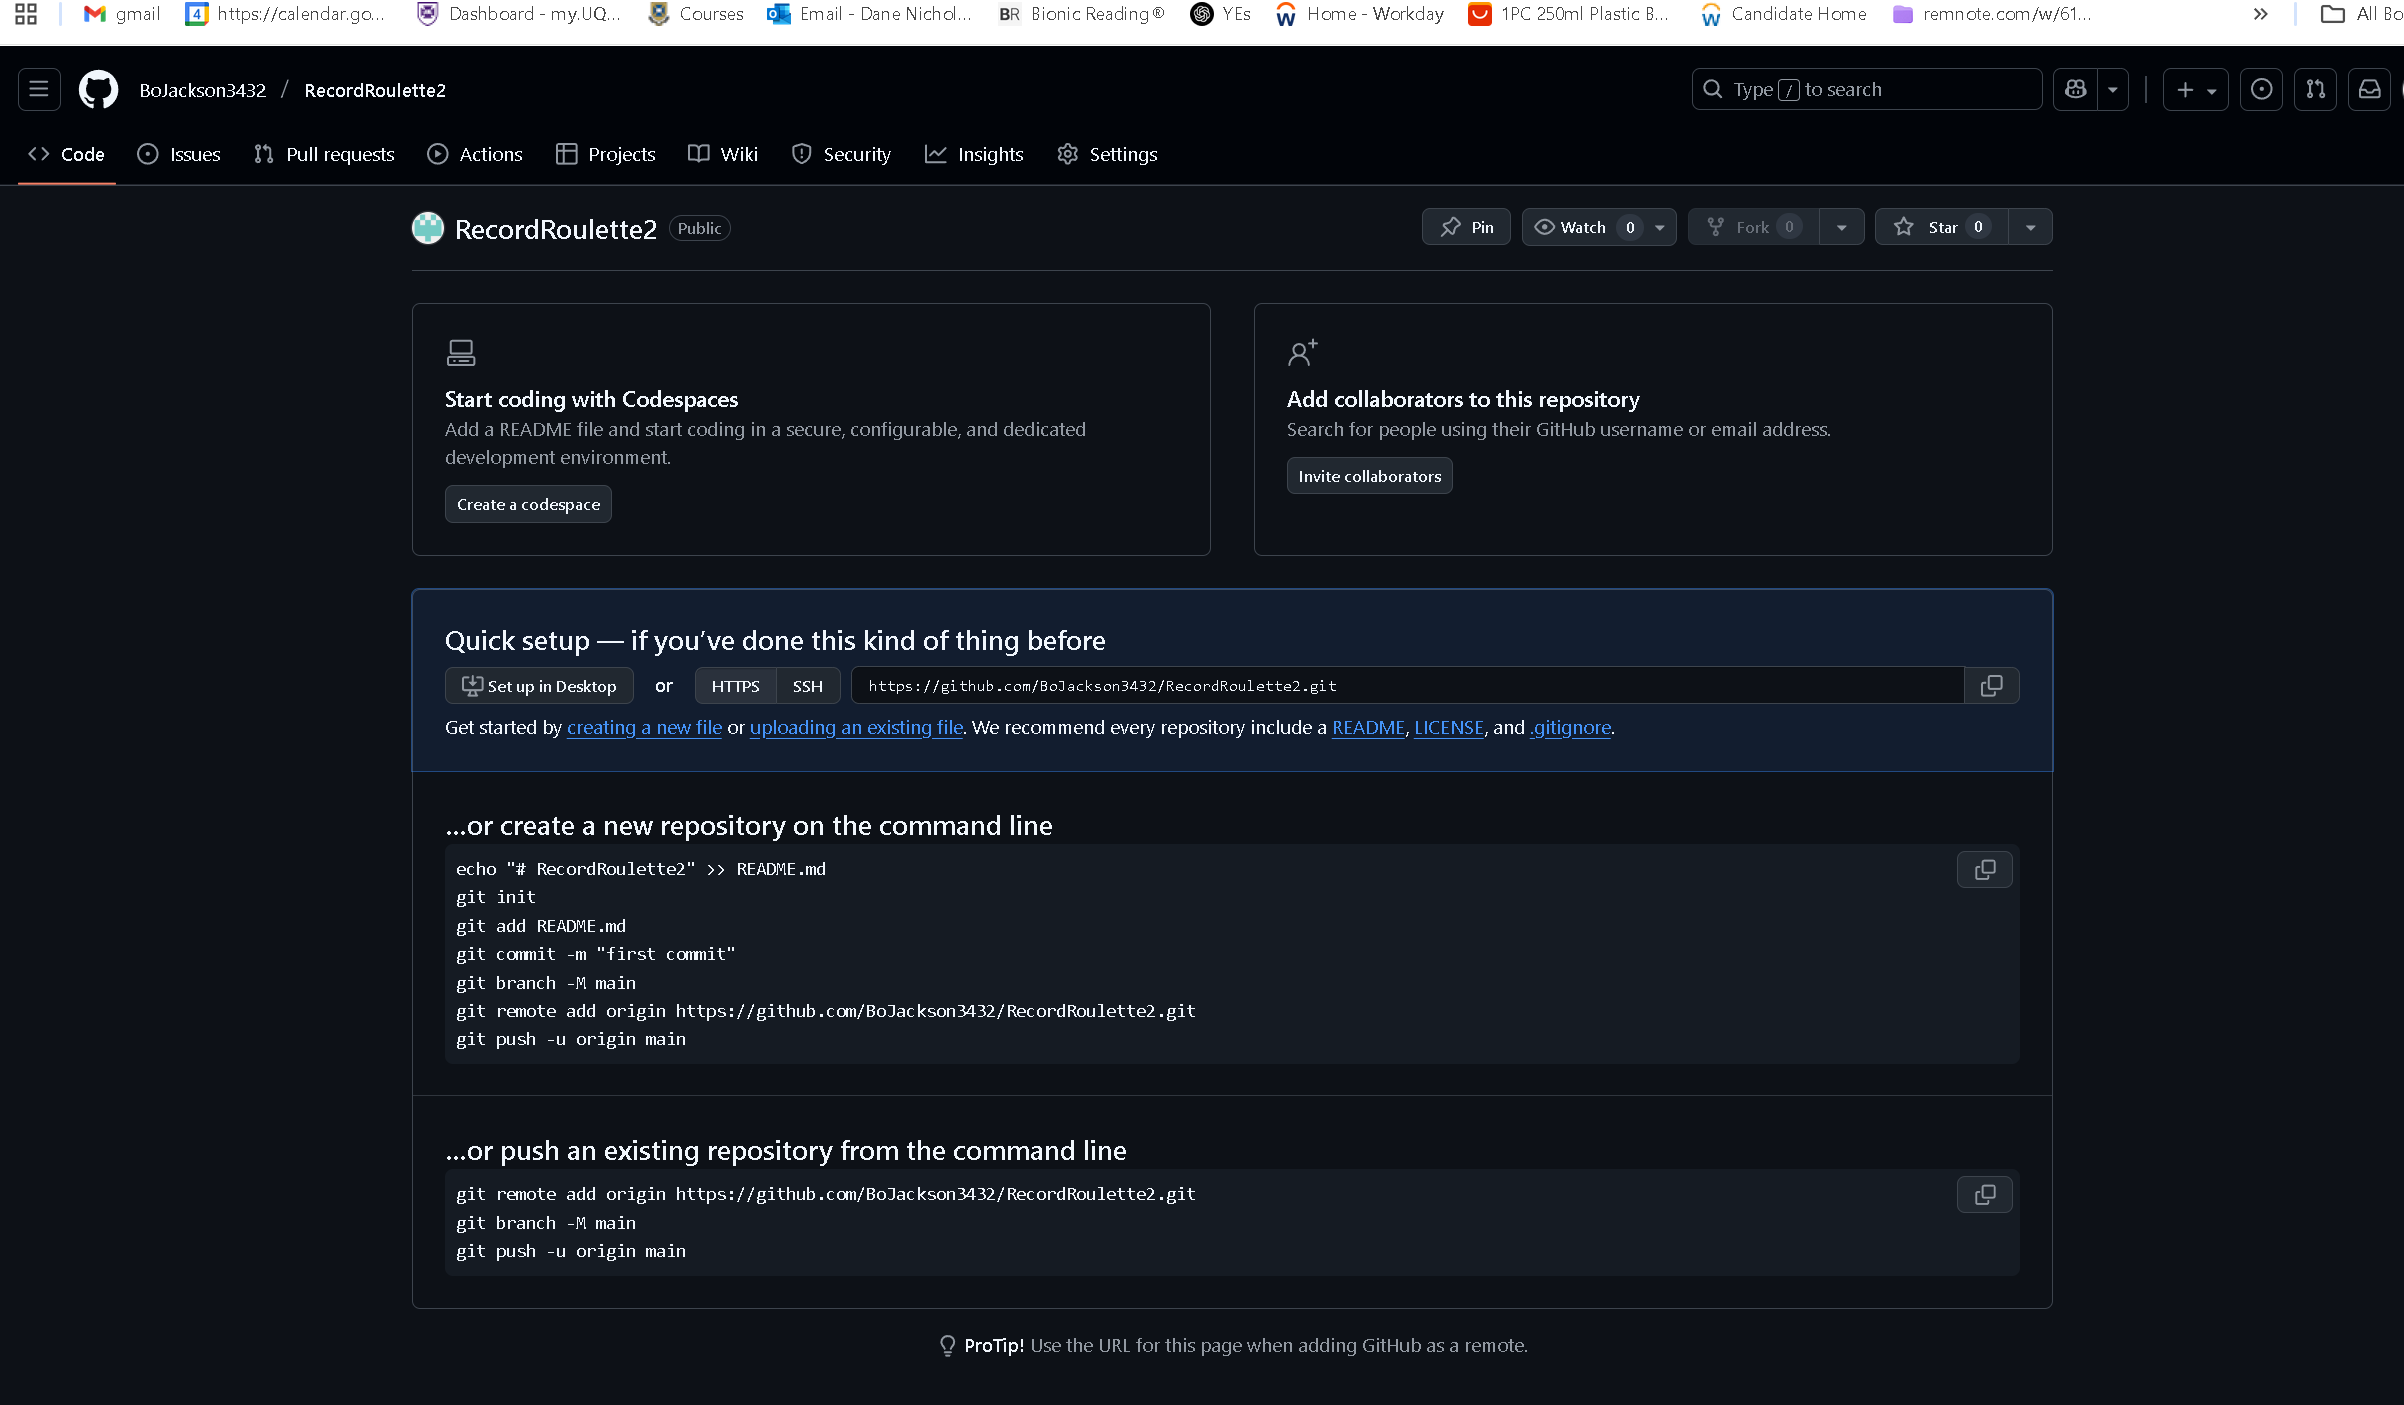 gmail
https://calendar.go...
Dashboard - my.UQ...
Courses
Email - Dane Nichol...
BR Bionic Reading®
YEs
Home - Workday
1PC 250ml Plastic B...
Candidate Home
remnote.com/w/61...
All Bo
BoJackson3432 / RecordRoulette2
Type / to search
Code
Issues
Pull requests
Actions
Projects
Wiki
Security
Insights
Settings
RecordRoulette2 Public
Pin
Watch 0
Fork 0
Star 0
Start coding with Codespaces
Add a README file and start coding in a secure, configurable, and dedicated
development environment.
Create a codespace
Add collaborators to this repository
Search for people using their GitHub username or email address.
Invite collaborators
Quick setup — if you’ve done this kind of thing before
Set up in Desktop or HTTPS SSH https://github.com/BoJackson3432/RecordRoulette2.git
Get started by creating a new file or uploading an existing file. We recommend every repository include a README, LICENSE, and .gitignore.
…or create a new repository on the command line
echo "# RecordRoulette2" >> README.md
git init
git add README.md
git commit -m "first commit"
git branch -M main
git remote add origin https://github.com/BoJackson3432/RecordRoulette2.git
git push -u origin main
…or push an existing repository from the command line
git remote add origin https://github.com/BoJackson3432/RecordRoulette2.git
git branch -M main
git push -u origin main
ProTip! Use the URL for this page when adding GitHub as a remote.